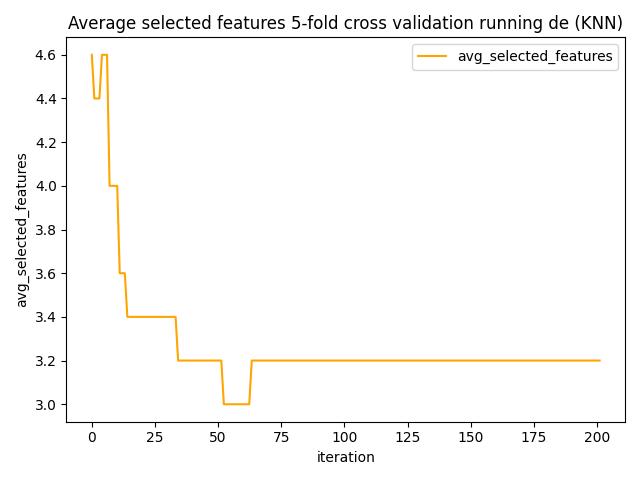 Average selected features 5-fold cross validation running de (KNN)
avg_selected_features
avg_selected_features
4.6
4.4
4.2
4.0
3.8
3.6
3.4
3.2
3.0
0 25 50 75 100 125 150 175 200
iteration